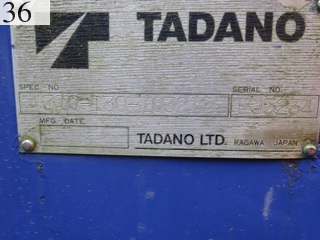 36
TADANO
SPEC NO. SERIAL NO.
MFG. DATE.
TADANO LTD. KAGAWA JAPAN